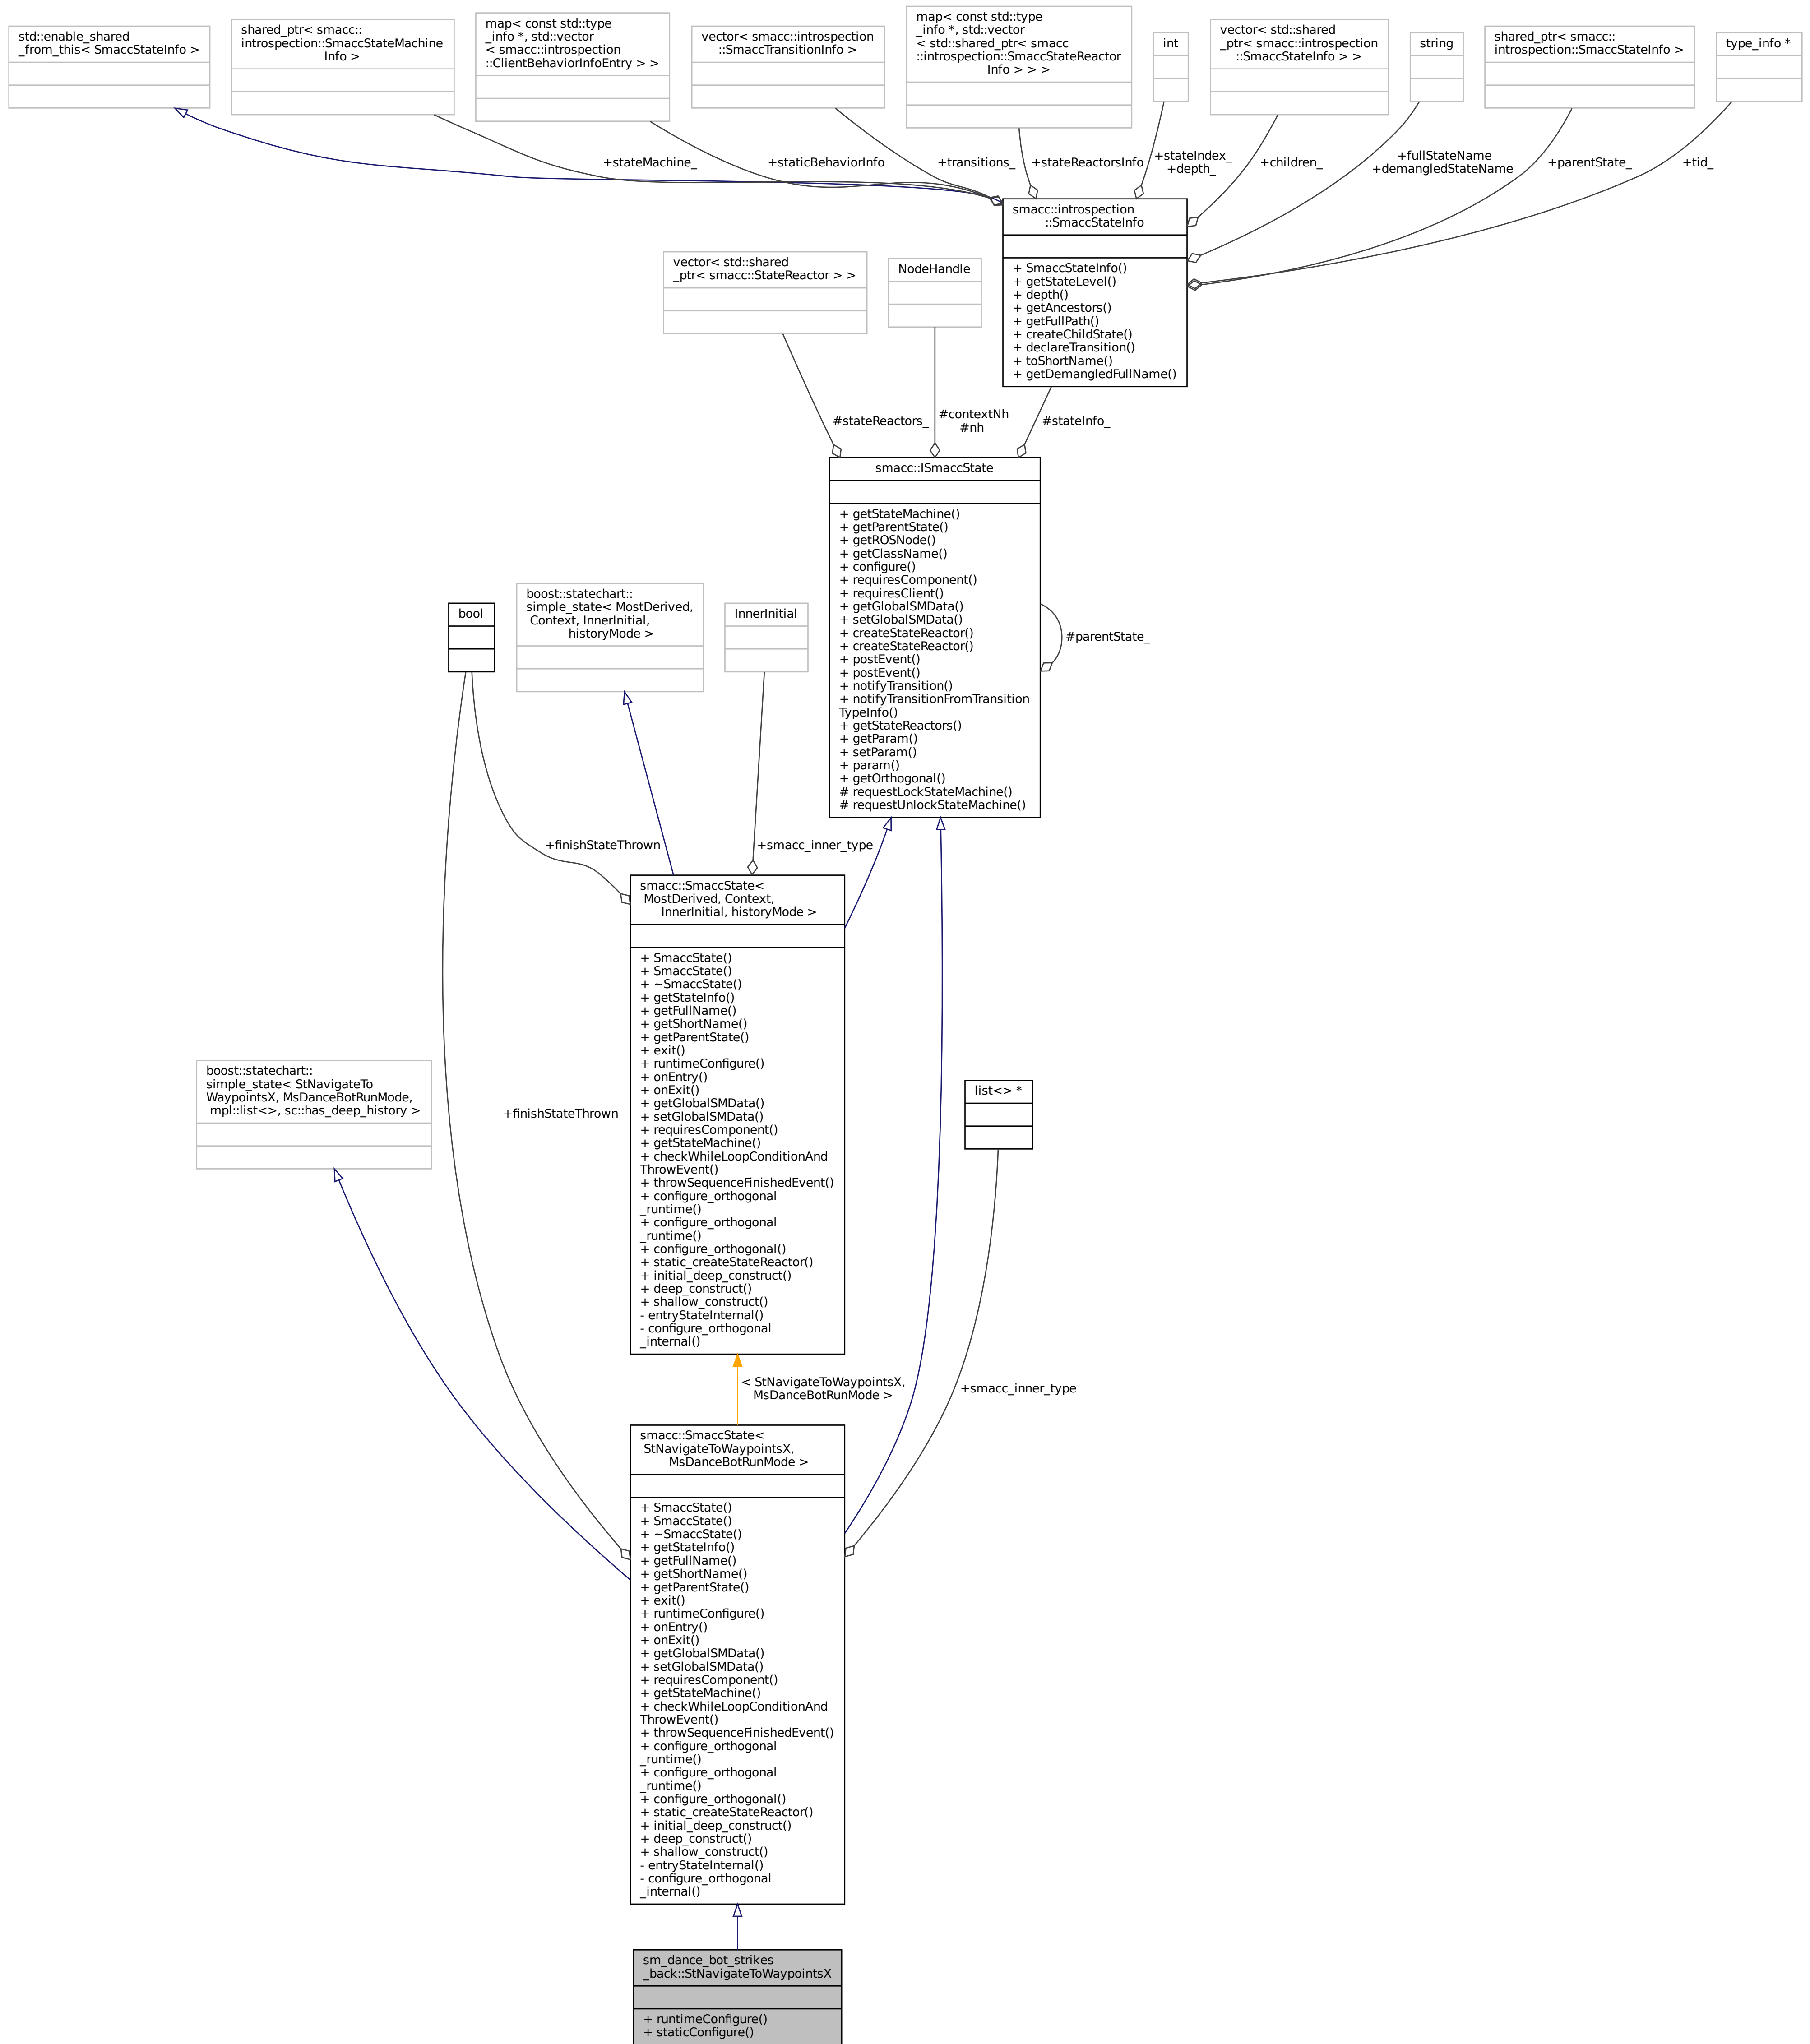 std::enable_shared
_from_this< SmaccStateInfo >
shared_ptr< smacc::
introspection::SmaccStateMachine
Info >
map< const std::type
_info *, std::vector
< smacc::introspection
::ClientBehaviorInfoEntry > >
vector< smacc::introspection
::SmaccTransitionInfo >
map< const std::type
_info *, std::vector
< std::shared_ptr< smacc
::introspection::SmaccStateReactor
Info > > >
int
vector< std::shared
_ptr< smacc::introspection
::SmaccStateInfo > >
string
shared_ptr< smacc::
introspection::SmaccStateInfo >
type_info *
+stateMachine_
+staticBehaviorInfo
+transitions_
+stateReactorsInfo
+stateIndex_
+depth_
+children_
+fullStateName
+demangledStateName
+parentState_
+tid_
smacc::introspection
::SmaccStateInfo
+ SmaccStateInfo()
+ getStateLevel()
+ depth()
+ getAncestors()
+ getFullPath()
+ createChildState()
+ declareTransition()
+ toShortName()
+ getDemangledFullName()
vector< std::shared
_ptr< smacc::StateReactor > >
NodeHandle
#stateReactors_
#contextNh
#nh
#stateInfo_
smacc::ISmaccState
+ getStateMachine()
+ getParentState()
+ getROSNode()
+ getClassName()
+ configure()
+ requiresComponent()
+ requiresClient()
+ getGlobalSMData()
+ setGlobalSMData()
+ createStateReactor()
+ createStateReactor()
+ postEvent()
+ postEvent()
+ notifyTransition()
+ notifyTransitionFromTransition
TypeInfo()
+ getStateReactors()
+ getParam()
+ setParam()
+ param()
+ getOrthogonal()
# requestLockStateMachine()
# requestUnlockStateMachine()
#parentState_
bool
boost::statechart::
simple_state< MostDerived,
Context, InnerInitial,
historyMode >
InnerInitial
+finishStateThrown
+smacc_inner_type
smacc::SmaccState<
MostDerived, Context,
InnerInitial, historyMode >
+ SmaccState()
+ SmaccState()
+ ~SmaccState()
+ getStateInfo()
+ getFullName()
+ getShortName()
+ getParentState()
+ exit()
+ runtimeConfigure()
+ onEntry()
+ onExit()
+ getGlobalSMData()
+ setGlobalSMData()
+ requiresComponent()
+ getStateMachine()
+ checkWhileLoopConditionAnd
ThrowEvent()
+ throwSequenceFinishedEvent()
+ configure_orthogonal
_runtime()
+ configure_orthogonal
_runtime()
+ configure_orthogonal()
+ static_createStateReactor()
+ initial_deep_construct()
+ deep_construct()
+ shallow_construct()
- entryStateInternal()
- configure_orthogonal
_internal()
boost::statechart::
simple_state< StNavigateTo
WaypointsX, MsDanceBotRunMode,
mpl::list<>, sc::has_deep_history >
+finishStateThrown
list<> *
< StNavigateToWaypointsX,
MsDanceBotRunMode >
+smacc_inner_type
smacc::SmaccState<
StNavigateToWaypointsX,
MsDanceBotRunMode >
+ SmaccState()
+ SmaccState()
+ ~SmaccState()
+ getStateInfo()
+ getFullName()
+ getShortName()
+ getParentState()
+ exit()
+ runtimeConfigure()
+ onEntry()
+ onExit()
+ getGlobalSMData()
+ setGlobalSMData()
+ requiresComponent()
+ getStateMachine()
+ checkWhileLoopConditionAnd
ThrowEvent()
+ throwSequenceFinishedEvent()
+ configure_orthogonal
_runtime()
+ configure_orthogonal
_runtime()
+ configure_orthogonal()
+ static_createStateReactor()
+ initial_deep_construct()
+ deep_construct()
+ shallow_construct()
- entryStateInternal()
- configure_orthogonal
_internal()
sm_dance_bot_strikes
_back::StNavigateToWaypointsX
+ runtimeConfigure()
+ staticConfigure()